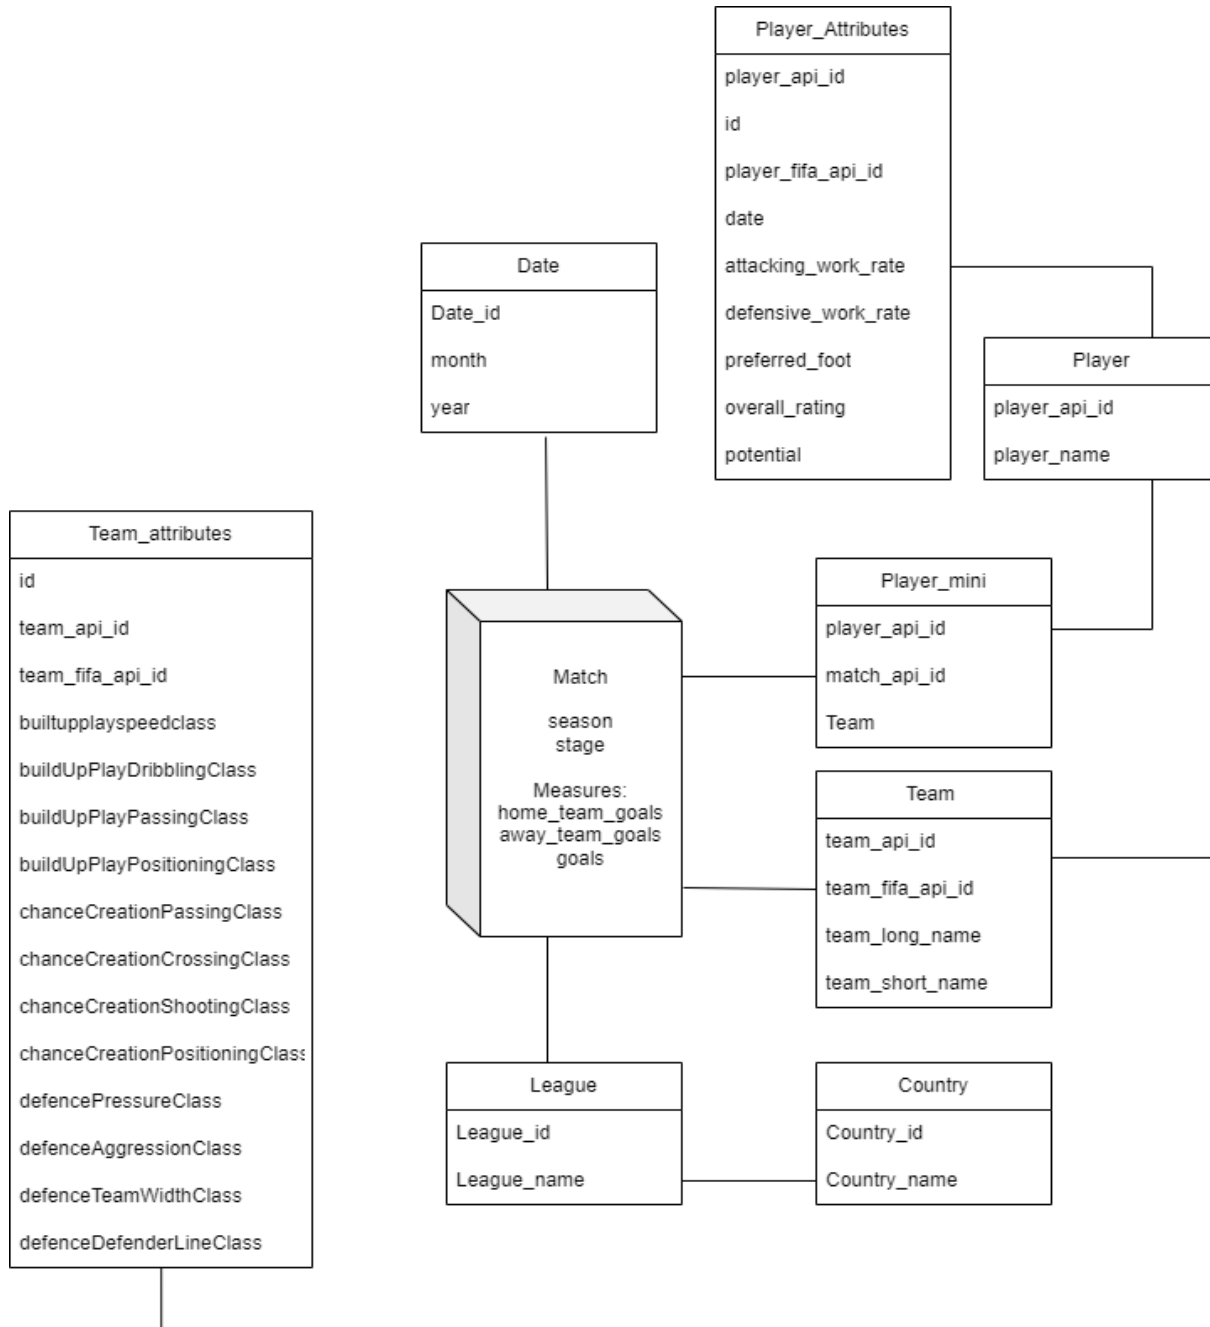 Player_Attributes
player_api_id
id
player_fifa_api_id
date
attacking_work_rate
defensive_work_rate
preferred_foot
overall_rating
potential
Date
Date_id
month
year
Player
player_api_id
player_name
Team_attributes
id
team_api_id
team_fifa_api_id
builtupplayspeedclass
buildUpPlayDribblingClass
buildUpPlayPassingClass
buildUpPlayPositioningClass
chanceCreationPassingClass
chanceCreationCrossingClass
chanceCreationShootingClass
chanceCreationPositioningClass
defencePressureClass
defenceAggressionClass
defenceTeamWidthClass
defenceDefenderLineClass
Match
season
stage
Measures:
home_team_goals
away_team_goals
goals
Player_mini
player_api_id
match_api_id
Team
Team
team_api_id
team_fifa_api_id
team_long_name
team_short_name
League
League_id
League_name
Country
Country_id
Country_name